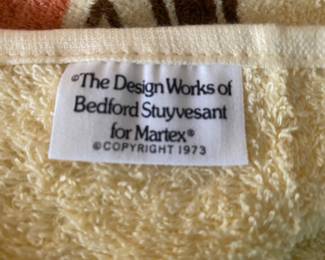 ©The Design Works of
Bedford Stuyvesant
for Martex®
©COPYRIGHT 1973